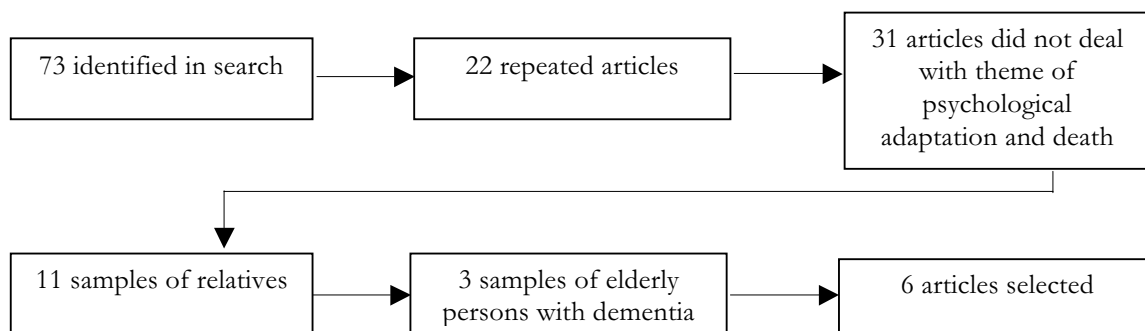 73 identified in search
22 repeated articles
31 articles did not deal
with theme of
psychological
adaptation and death
11 samples of relatives
3 samples of elderly
persons with dementia
6 articles selected